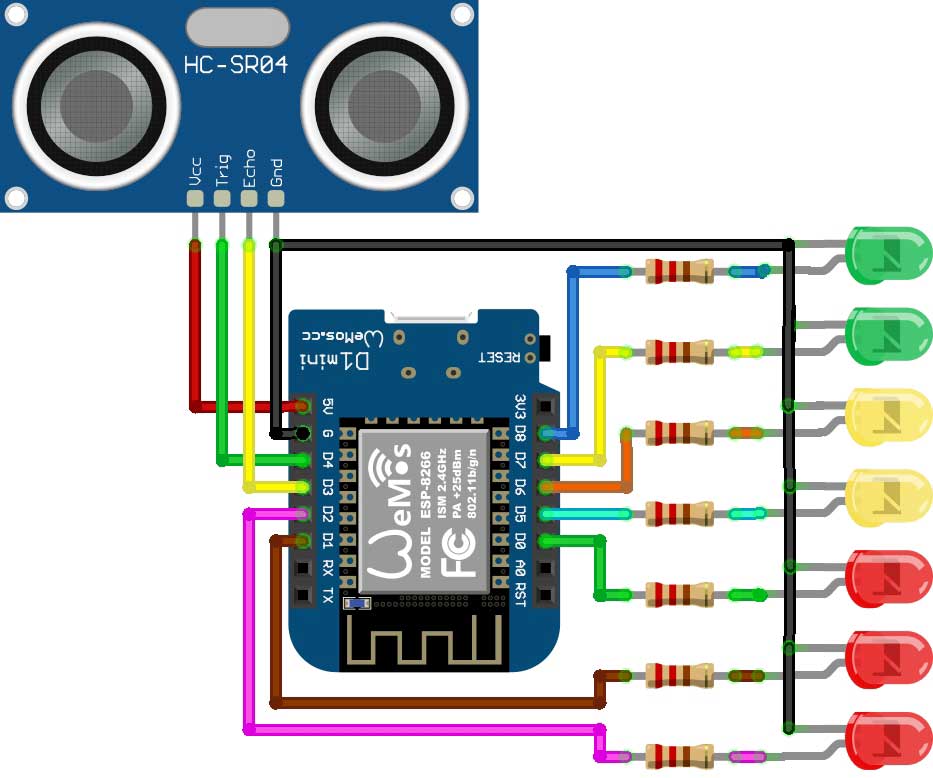 HC-SR04
Vcc
Trig
Echo
Gnd
WeMos.cc
D1mini
RESET
5V
G
D4
D3
D2
D1
RX
TX
3V3
D8
D7
D6
D5
D0
A0
RST
WeMos
MODEL ESP-8266
ISM 2.4GHz
PA +25dBm
802.11b/g/n
FC